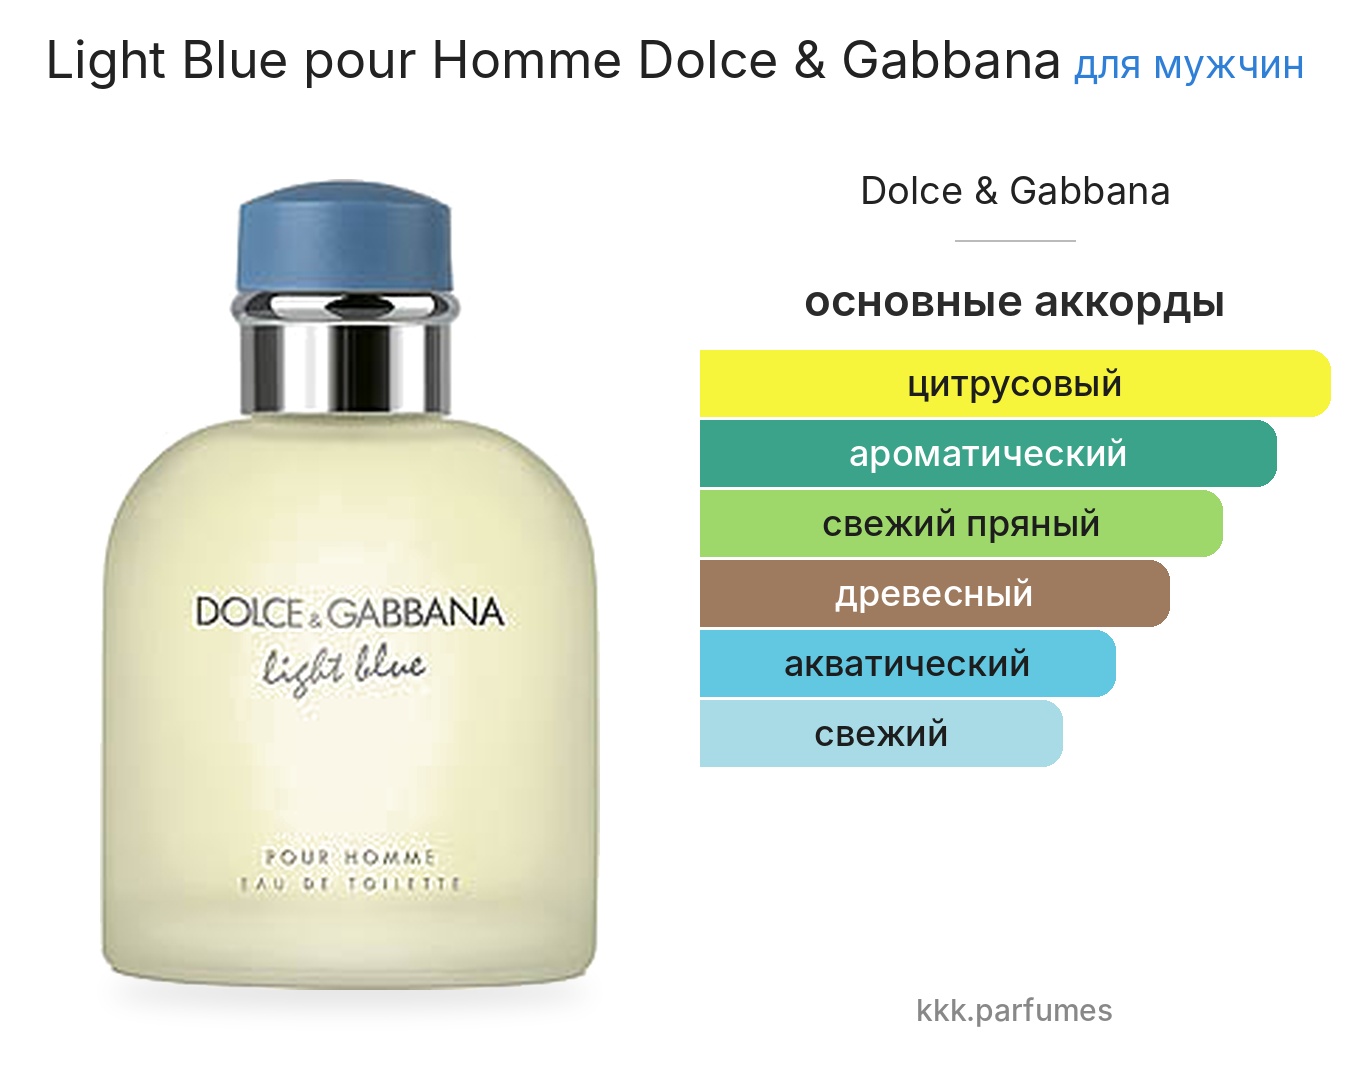 Light Blue pour Homme Dolce & Gabbana для мужчин
Dolce & Gabbana
основные аккорды
цитрусовый
ароматический
свежий пряный
древесный
акватический
свежий
DOLCE & GABBANA
light blue
POUR HOMME
EAU DE TOILETTE
kkk.parfumes